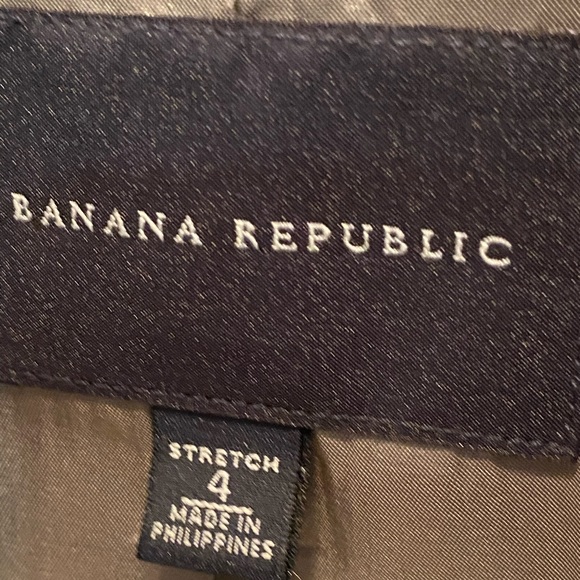 BANANA REPUBLIC
STRETCH
4
MADE IN
PHILIPPINES